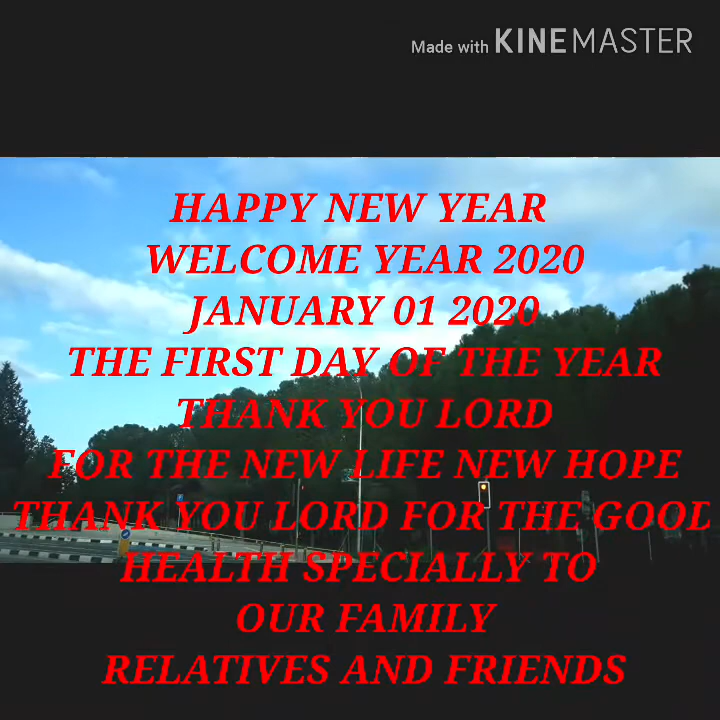 Made with KINEMASTER
HAPPY NEW YEAR
WELCOME YEAR 2020
JANUARY 01 2020
THE FIRST DAY OF THE YEAR
THANK YOU LORD
FOR THE NEW LIFE NEW HOPE
THANK YOU LORD FOR THE GOOL
HEALTH SPECIALLY TO
OUR FAMILY
RELATIVES AND FRIENDS